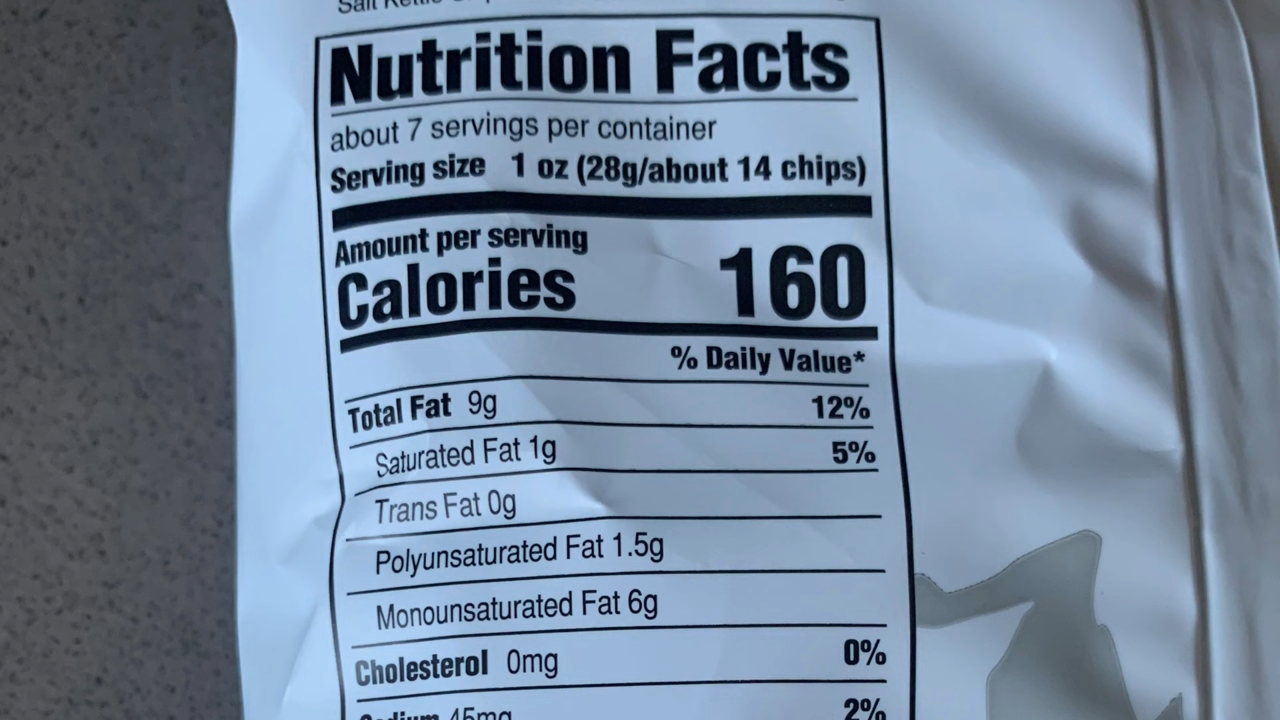 Salt Kettle
Nutrition Facts
about 7 servings per container
Serving size 1 oz (28g/about 14 chips)
Amount per serving
Calories 160
% Daily Value*
Total Fat 9g 12%
Saturated Fat 1g 5%
Trans Fat 0g
Polyunsaturated Fat 1.5g
Monounsaturated Fat 6g
Cholesterol 0mg 0%
Sodium 45mg 2%